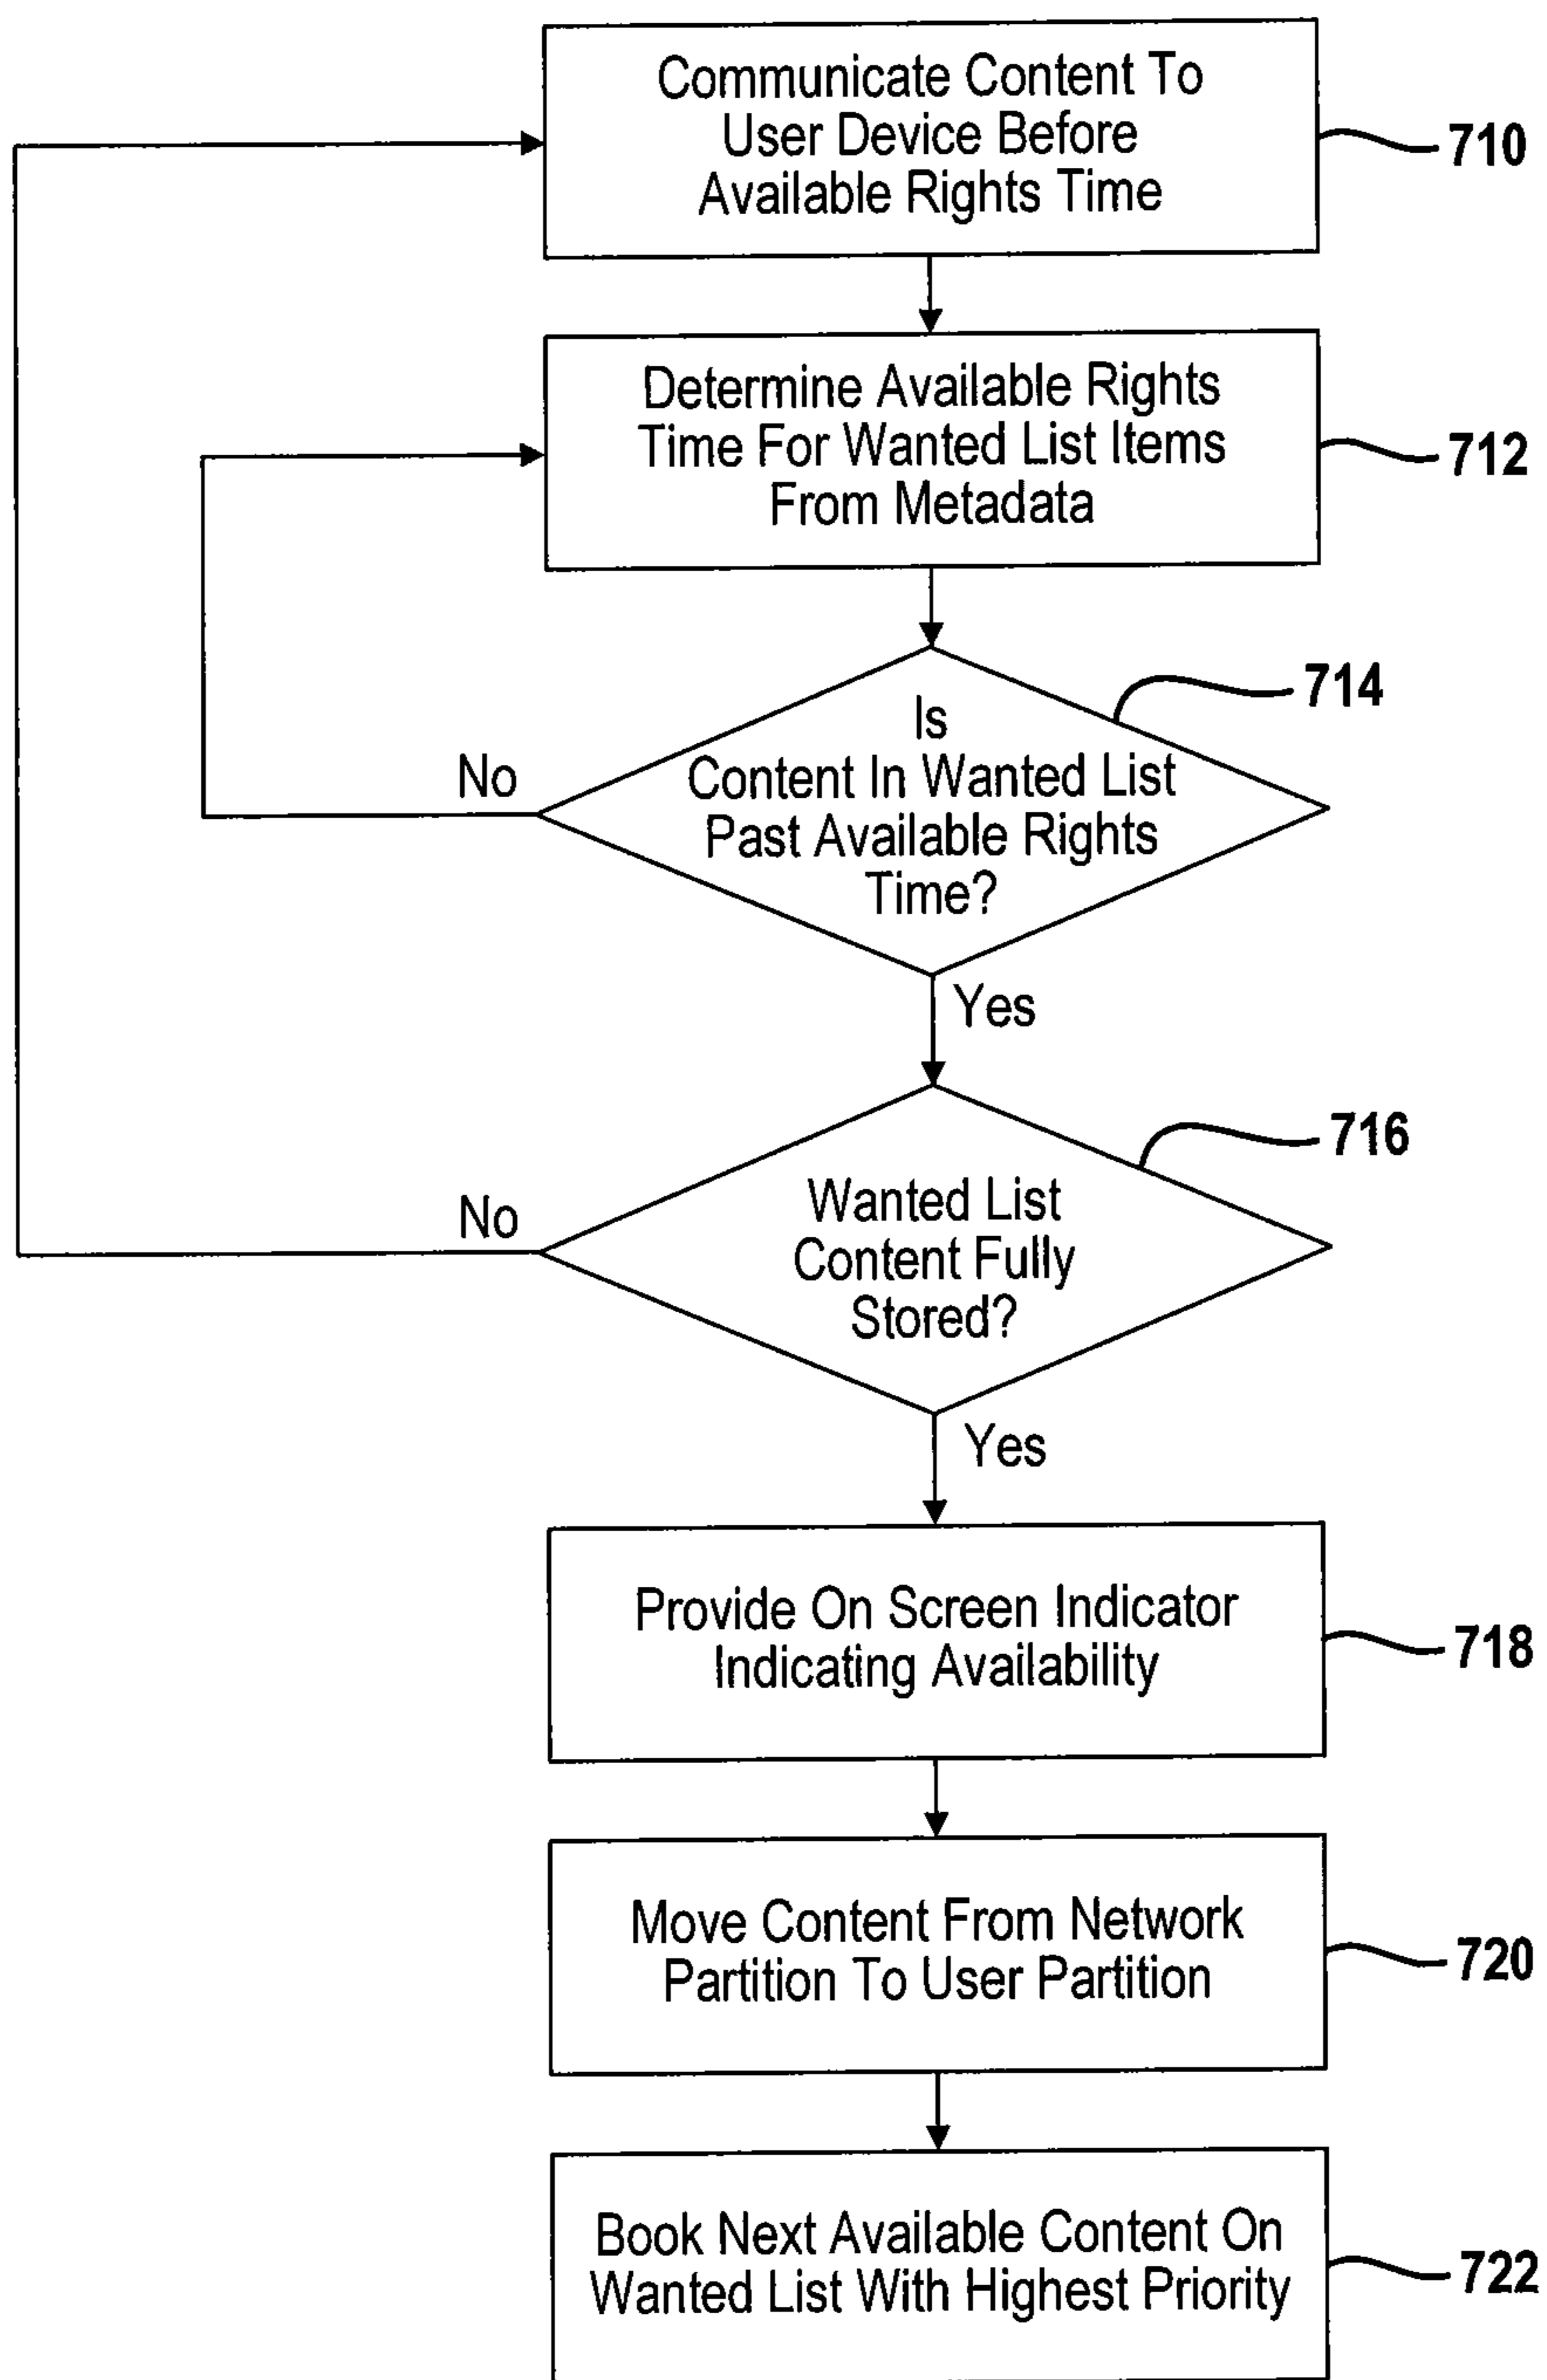 Communicate Content To
User Device Before
Available Rights Time
710
Determine Available Rights
Time For Wanted List Items
From Metadata
712
714
Is
Content In Wanted List
Past Available Rights
Time?
No
Yes
716
Wanted List
Content Fully
Stored?
No
Yes
Provide On Screen Indicator
Indicating Availability
718
Move Content From Network
Partition To User Partition
720
Book Next Available Content On
Wanted List With Highest Priority
722